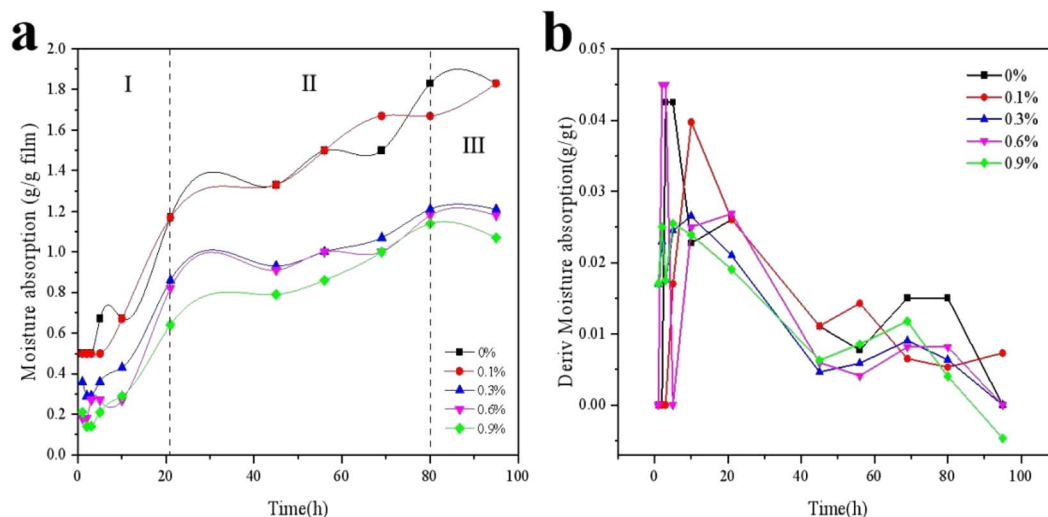 a
Moisture absorption (g/g film )
2.0
1.8
1.6
1.4
1.2
1.0
0.8
0.6
0.4
0.2
0.0
I
II
III
0%
0.1%
0.3%
0.6%
0.9%
0 20 40 60 80 100
Time(h)
b
Deriv Moisture absorption(g/gt)
0.05
0.04
0.03
0.02
0.01
0.00
0%
0.1%
0.3%
0.6%
0.9%
0 20 40 60 80 100
Time(h)